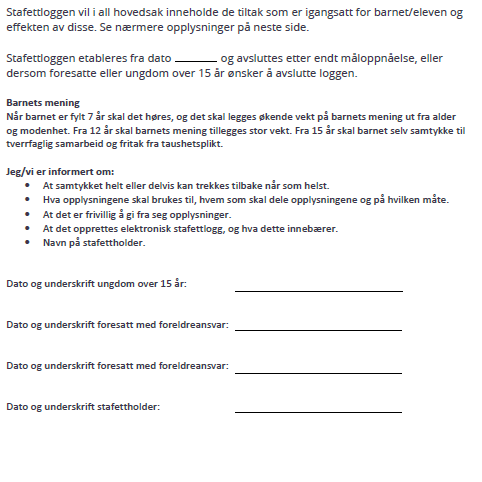 Stafettloggen vil i all hovedsak inneholde de tiltak som er igangsatt for barnet/eleven og
effekten av disse. Se nærmere opplysninger på neste side.
Stafettloggen etableres fra dato ________ og avsluttes etter endt måloppnåelse, eller
dersom foresatte eller ungdom over 15 år ønsker å avslutte loggen.
Barnets mening
Når barnet er fylt 7 år skal det høres, og det skal legges økende vekt på barnets mening ut fra alder
og modenhet. Fra 12 år skal barnets mening tillegges stor vekt. Fra 15 år skal barnet selv samtykke til
tverrfaglig samarbeid og fritak fra taushetsplikt.
Jeg/vi er informert om:
• At samtykket helt eller delvis kan trekkes tilbake når som helst.
• Hva opplysningene skal brukes til, hvem som skal dele opplysningene og på hvilken måte.
• At det er frivillig å gi fra seg opplysninger.
• At det opprettes elektronisk stafettlogg, og hva dette innebærer.
• Navn på stafettholder.
Dato og underskrift ungdom over 15 år:
Dato og underskrift foresatt med foreldreansvar:
Dato og underskrift foresatt med foreldreansvar:
Dato og underskrift stafettholder: